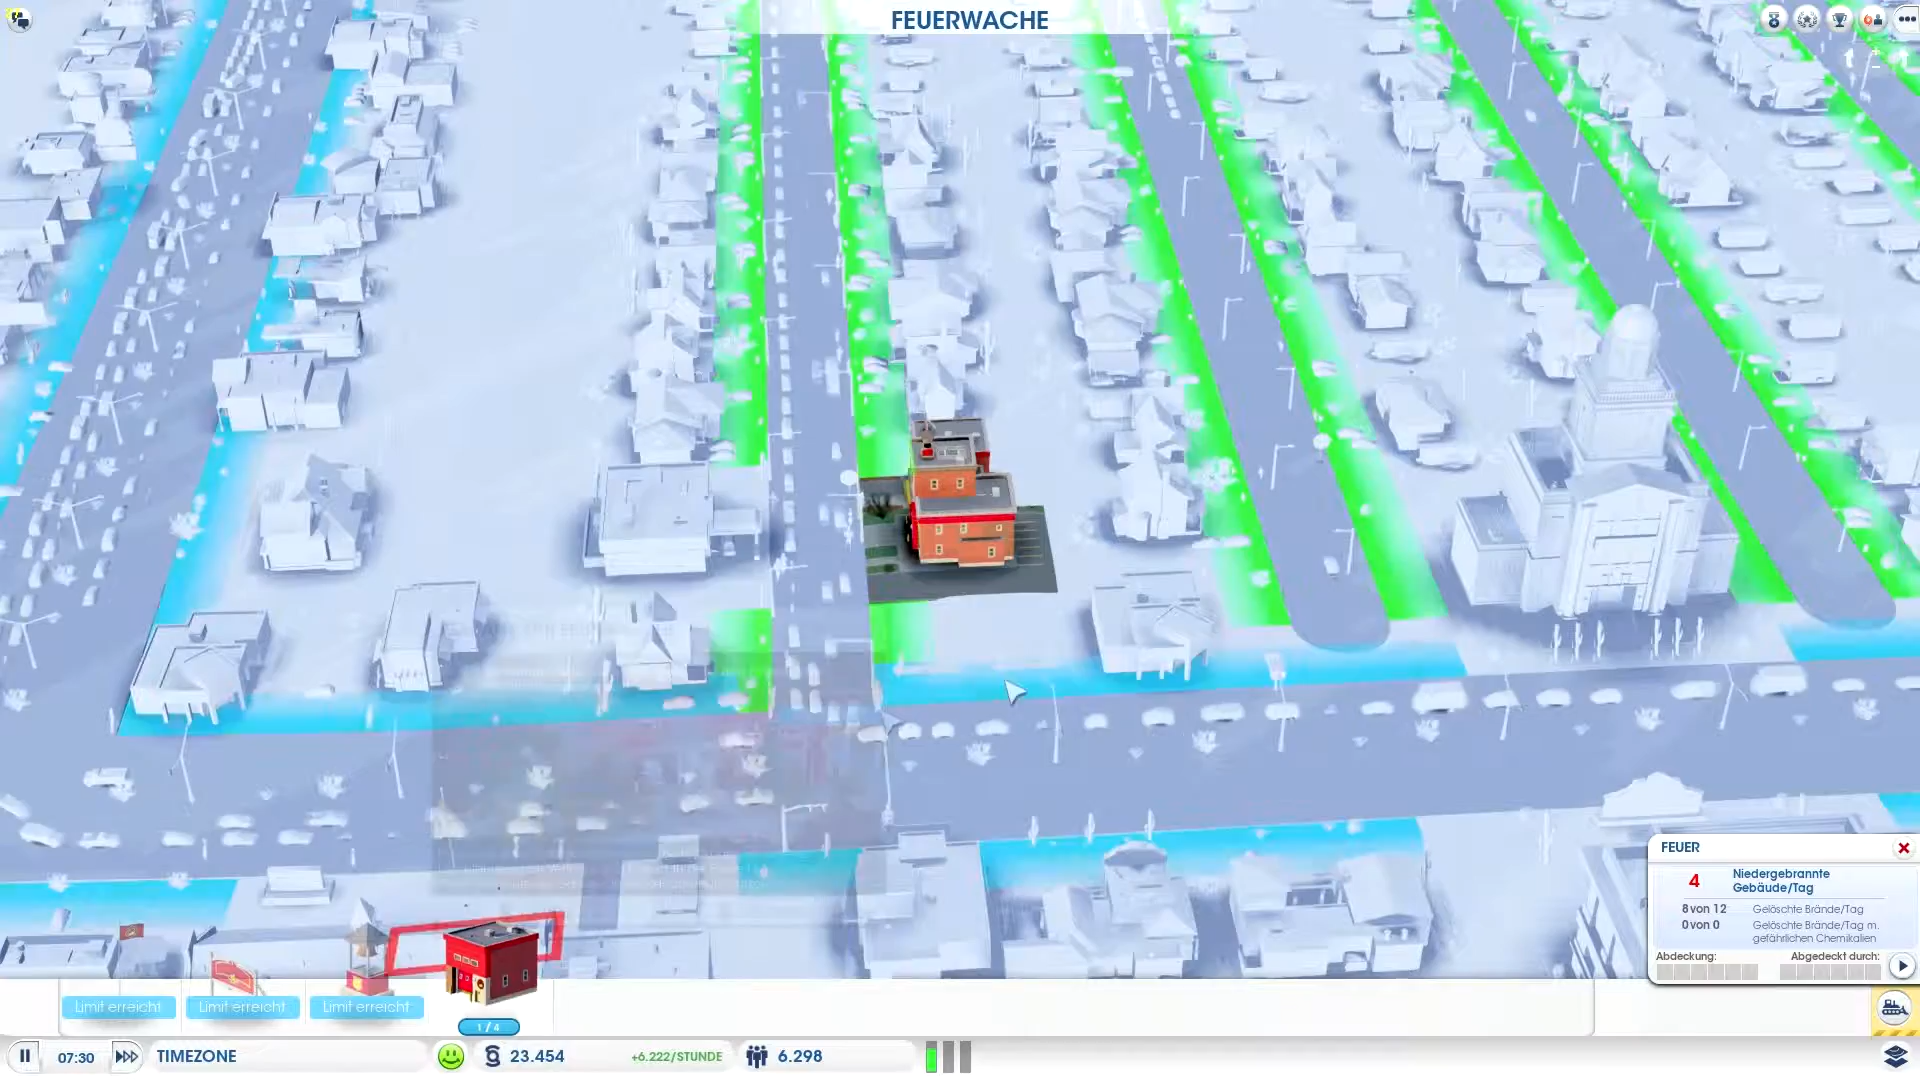 FEUERWACHE
FEUER
4 Niedergebrannte
Gebäude/Tag
8 von 12 Gelöschte Brände/Tag
0 von 0 Gelöschte Brände/Tag m.
gefährlichen Chemikalien
Abdeckung: Abgedeckt durch:
Limit erreicht
Limit erreicht
Limit erreicht
1 / 4
07:30
TIMEZONE
23.454
+6.222/STUNDE
6.298